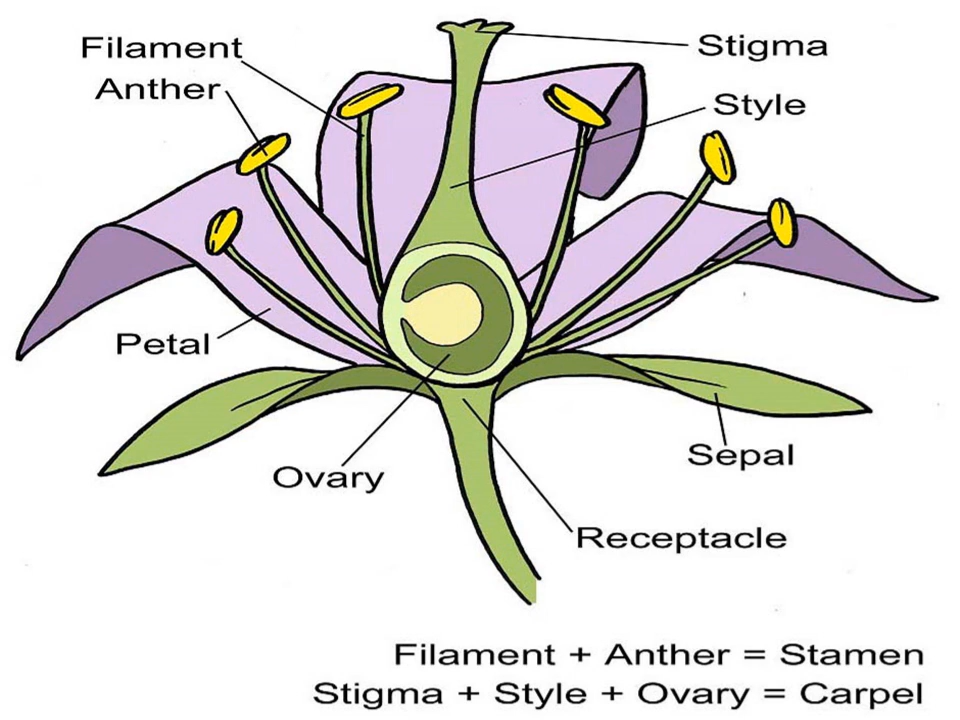 Filament
Anther
Stigma
Style
Petal
Ovary
Sepal
Receptacle
Filament + Anther = Stamen
Stigma + Style + Ovary = Carpel